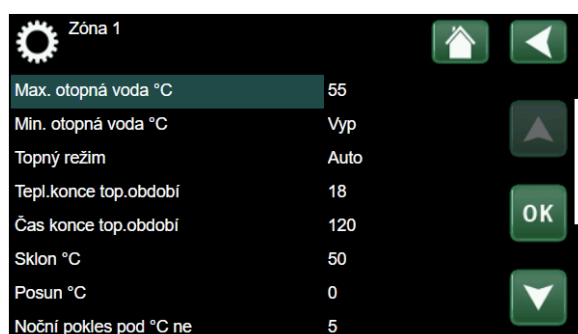 Zóna 1
Max. otopná voda °C 55
Min. otopná voda °C Vyp
Topný režim Auto
Tepl.konce top.období 18
Čas konce top.období 120
OK
Sklon °C 50
Posun °C 0
Noční pokles pod °C ne 5